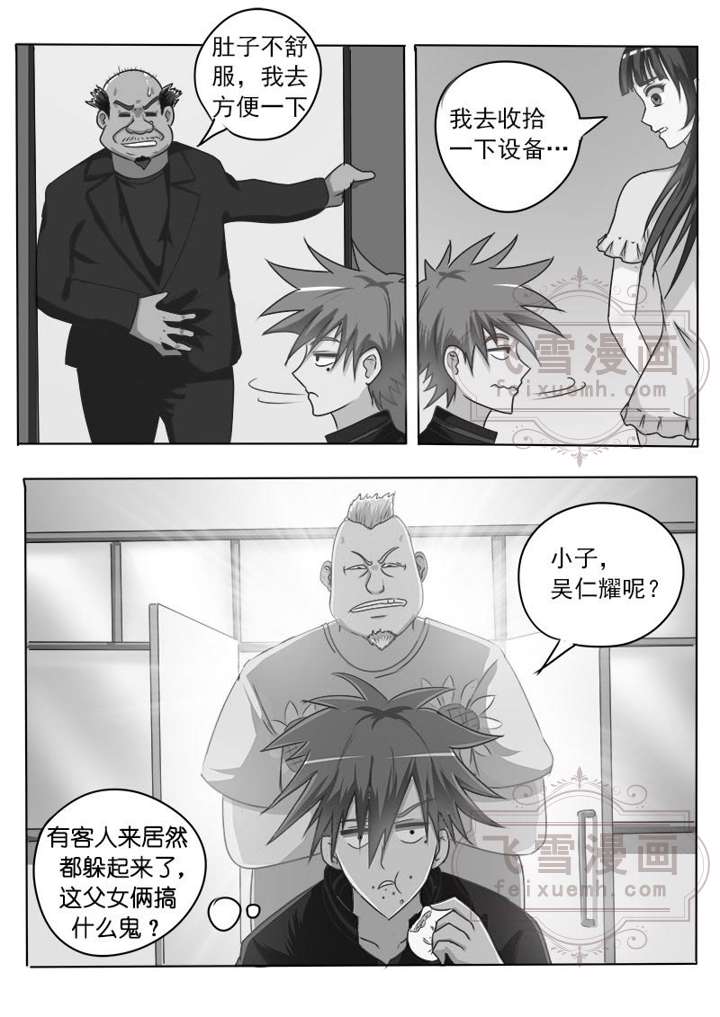 肚子不舒
服，我去
方便一下
我去收拾
一下设备…
飞雪漫画
feixuemh.com
小子，
吴仁耀呢？
有客人来居然
都躲起来了，
这父女俩搞
什么鬼？
飞雪漫画
feixuemh.com